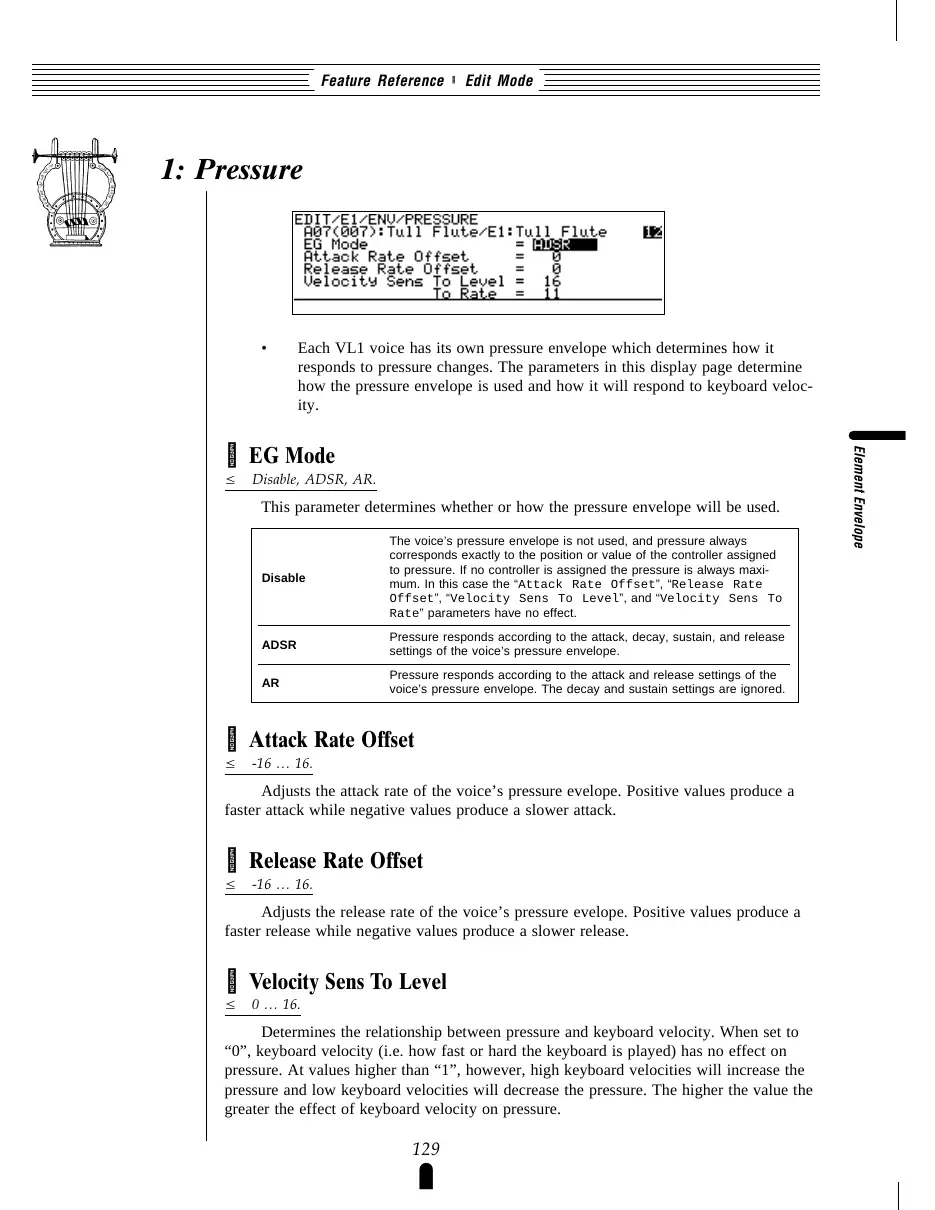 Feature Reference Edit Mode
1: Pressure
EDIT/E1/ENV/PRESSURE
A07(007):Tull Flute/E1:Tull Flute 12
EG Mode = ADSR
Attack Rate Offset = 0
Release Rate Offset = 0
Velocity Sens To Level = 16
To Rate = 11
• Each VL1 voice has its own pressure envelope which determines how it
responds to pressure changes. The parameters in this display page determine
how the pressure envelope is used and how it will respond to keyboard veloc-
ity.
NO GRAPH EG Mode
≤ Disable, ADSR, AR.
This parameter determines whether or how the pressure envelope will be used.
Disable
The voice’s pressure envelope is not used, and pressure always
corresponds exactly to the position or value of the controller assigned
to pressure. If no controller is assigned the pressure is always maxi-
mum. In this case the “Attack Rate Offset”, “Release Rate
Offset”, “Velocity Sens To Level”, and “Velocity Sens To
Rate” parameters have no effect.
ADSR
Pressure responds according to the attack, decay, sustain, and release
settings of the voice’s pressure envelope.
AR
Pressure responds according to the attack and release settings of the
voice’s pressure envelope. The decay and sustain settings are ignored.
NO GRAPH Attack Rate Offset
≤ -16 … 16.
Adjusts the attack rate of the voice’s pressure evelope. Positive values produce a
faster attack while negative values produce a slower attack.
NO GRAPH Release Rate Offset
≤ -16 … 16.
Adjusts the release rate of the voice’s pressure evelope. Positive values produce a
faster release while negative values produce a slower release.
NO GRAPH Velocity Sens To Level
≤ 0 … 16.
Determines the relationship between pressure and keyboard velocity. When set to
“0”, keyboard velocity (i.e. how fast or hard the keyboard is played) has no effect on
pressure. At values higher than “1”, however, high keyboard velocities will increase the
pressure and low keyboard velocities will decrease the pressure. The higher the value the
greater the effect of keyboard velocity on pressure.
Element Envelope
129